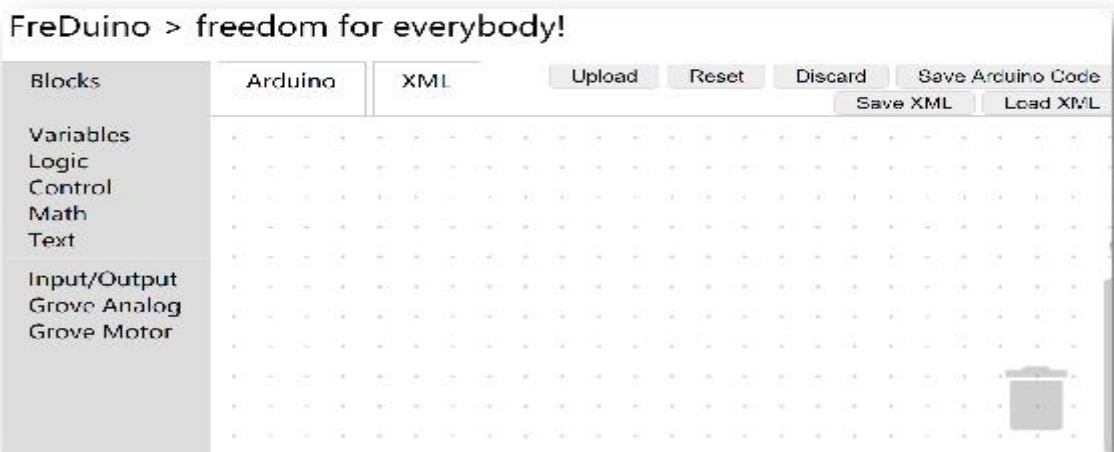 FreDuino > freedom for everybody!
Blocks
Arduino
XML
Upload
Reset
Discard
Save Arduino Code
Save XML
Load XML
Variables
Logic
Control
Math
Text
Input/Output
Grove Analog
Grove Motor